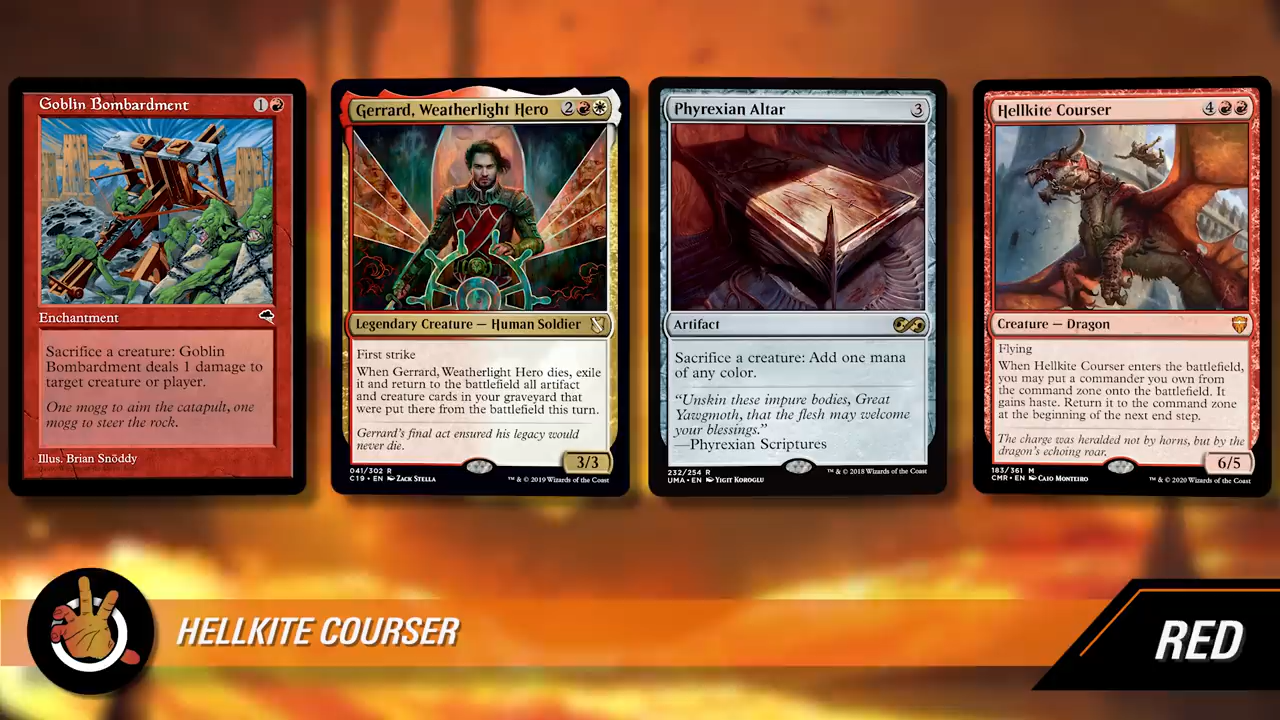 Goblin Bombardment 1
Enchantment
Sacrifice a creature: Goblin
Bombardment deals 1 damage to
target creature or player.
One mogg to aim the catapult, one
mogg to steer the rock.
Illus. Brian Snöddy
Gerrard, Weatherlight Hero 2
Legendary Creature — Human Soldier
First strike
When Gerrard, Weatherlight Hero dies, exile
it and return to the battlefield all artifact
and creature cards in your graveyard that
were put there from the battlefield this turn.
Gerrard's final act ensured his legacy would
never die.
3/3
041/302 R
C19 • EN Zack Stella
™ & © 2019 Wizards of the Coast
Phyrexian Altar 3
Artifact
Sacrifice a creature: Add one mana
of any color.
"Unskin these impure bodies, Great
Yawgmoth, that the flesh may welcome
your blessings."
—Phyrexian Scriptures
232/254 R
UMA • EN Yigit Koroglu
™ & © 2018 Wizards of the Coast
Hellkite Courser 4
Creature — Dragon
Flying
When Hellkite Courser enters the battlefield,
you may put a commander you own from
the command zone onto the battlefield. It
gains haste. Return it to the command zone
at the beginning of the next end step.
The charge was heralded not by horns, but by the
dragon's echoing roar.
6/5
183/361 M
CMR • EN Caio Monteiro
™ & © 2020 Wizards of the Coast
HELLKITE COURSER
RED